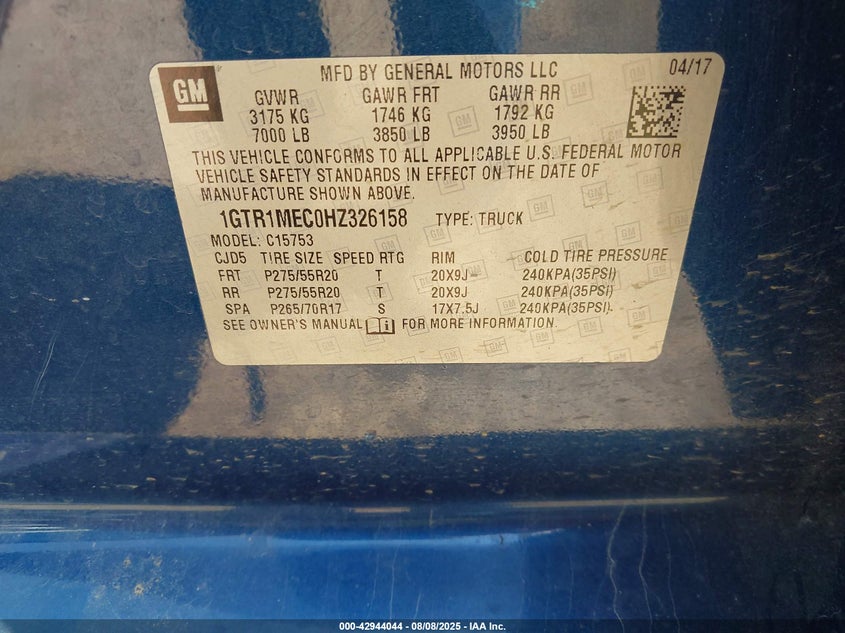 GM
MFD BY GENERAL MOTORS LLC 04/17
GVWR GAWR FRT GAWR RR
3175 KG 1746 KG 1792 KG
7000 LB 3850 LB 3950 LB
THIS VEHICLE CONFORMS TO ALL APPLICABLE U.S. FEDERAL MOTOR
VEHICLE SAFETY STANDARDS IN EFFECT ON THE DATE OF
MANUFACTURE SHOWN ABOVE.
1GTR1MEC0HZ326158 TYPE: TRUCK
MODEL: C15753
CJD5 TIRE SIZE SPEED RTG RIM COLD TIRE PRESSURE
FRT P275/55R20 T 20X9J 240KPA(35PSI)
RR P275/55R20 T 20X9J 240KPA(35PSI)
SPA P265/70R17 S 17X7.5J 240KPA(35PSI)
SEE OWNER'S MANUAL FOR MORE INFORMATION.
000-42944044 - 08/08/2025 - IAA Inc.